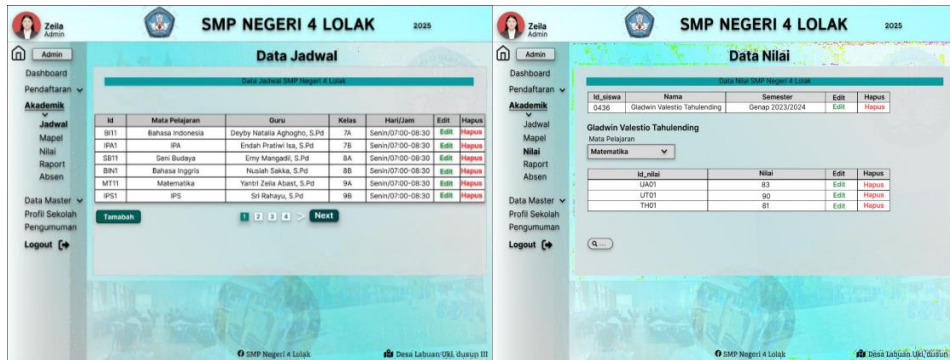 Zeila
Admin
SMP NEGERI 4 LOLAK
2025
Admin
Data Jadwal
Dashboard
Pendaftaran
Akademik
Jadwal
Mapel
Nilai
Raport
Absen
Data Master
Profil Sekolah
Pengumuman
Logout
Data Jadwal SMP Negeri 4 Lolak
Id Mata Pelajaran Guru Kelas Hari/Jam Edit Hapus
BI11 Bahasa Indonesia Deyby Natalia Aghogho, S.Pd 7A Senin/07:00-08:30 Edit Hapus
IPA1 IPA Endah Pratiwi Isa, S.Pd 7B Senin/07:00-08:30 Edit Hapus
SB11 Seni Budaya Erny Mangadil, S.Pd 8A Senin/07:00-08:30 Edit Hapus
BIN1 Bahasa Inggris Nusiah Sakka, S.Pd 8B Senin/07:00-08:30 Edit Hapus
MT11 Matematika Yantri Zeila Abast, S.Pd 9A Senin/07:00-08:30 Edit Hapus
IPS1 IPS Sri Rahayu, S.Pd 9B Senin/07:00-08:30 Edit Hapus
Tamabah
1 2 3 4 > Next
SMP Negeri 4 Lolak
Desa Labuan Uki, dusun III
Zeila
Admin
SMP NEGERI 4 LOLAK
2025
Admin
Data Nilai
Dashboard
Pendaftaran
Akademik
Jadwal
Mapel
Nilai
Raport
Absen
Data Master
Profil Sekolah
Pengumuman
Logout
Data Nilai SMP Negeri 4 Lolak
Id_siswa Nama Semester Edit Hapus
0436 Gladwin Valestio Tahulending Genap 2023/2024 Edit Hapus
Gladwin Valestio Tahulending
Mata Pelajaran
Matematika
Id_nilai Nilai Edit Hapus
UA01 83 Edit Hapus
UT01 90 Edit Hapus
TH01 81 Edit Hapus
...
SMP Negeri 4 Lolak
Desa Labuan Uki, dusun